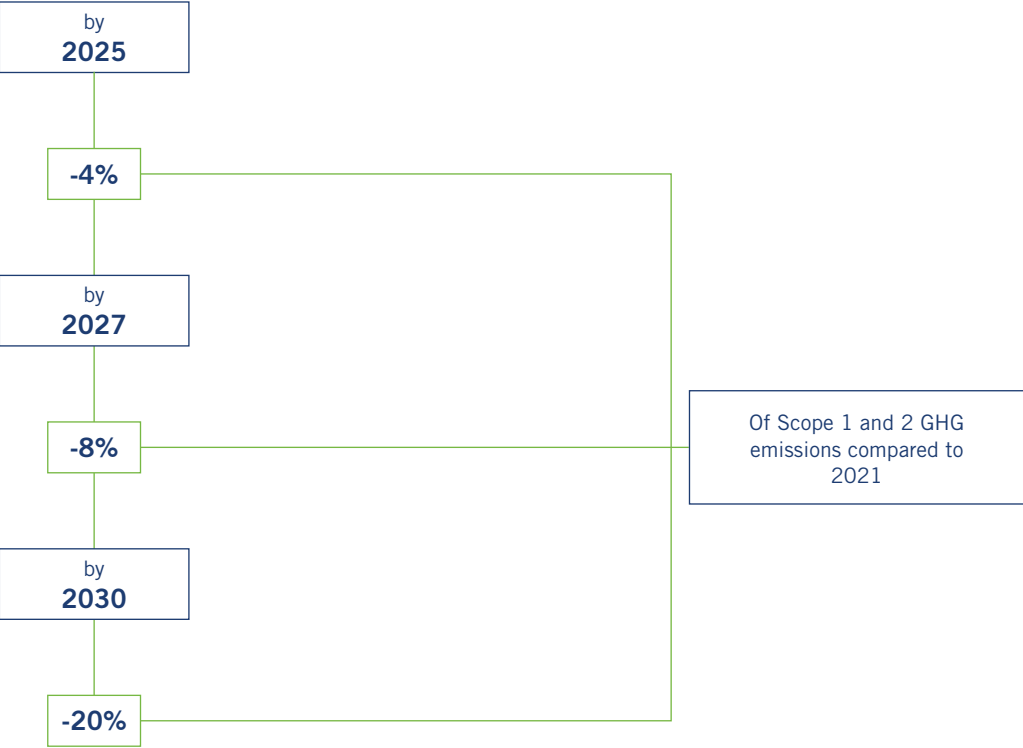 by
2025
-4%
by
2027
-8%
Of Scope 1 and 2 GHG
emissions compared to
2021
by
2030
-20%